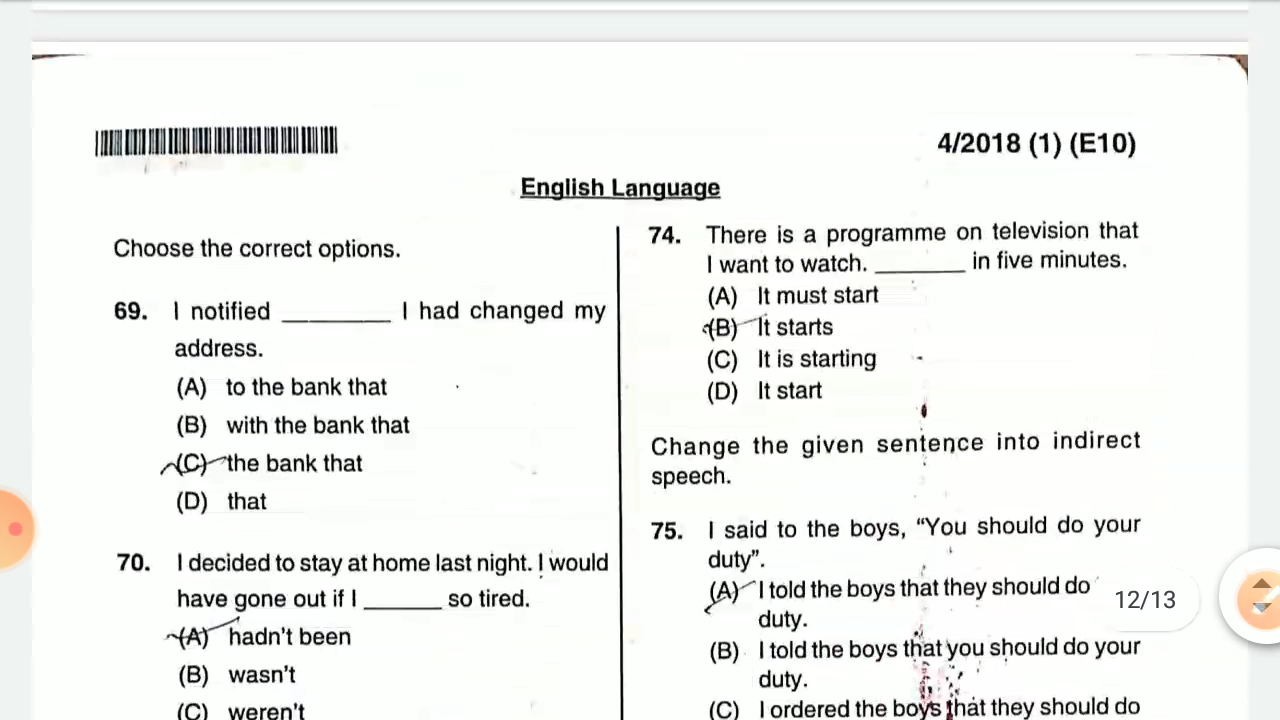 4/2018 (1) (E10)
English Language
Choose the correct options.
69. I notified ________ I had changed my
address.
(A) to the bank that
(B) with the bank that
(C) the bank that
(D) that
70. I decided to stay at home last night. I would
have gone out if I ______ so tired.
(A) hadn't been
(B) wasn't
(C) weren't
74. There is a programme on television that
I want to watch. _______ in five minutes.
(A) It must start
(B) It starts
(C) It is starting
(D) It start
Change the given sentence into indirect
speech.
75. I said to the boys, “You should do your
duty”.
(A) I told the boys that they should do
duty.
(B) I told the boys that you should do your
duty.
(C) I ordered the boys that they should do
12/13